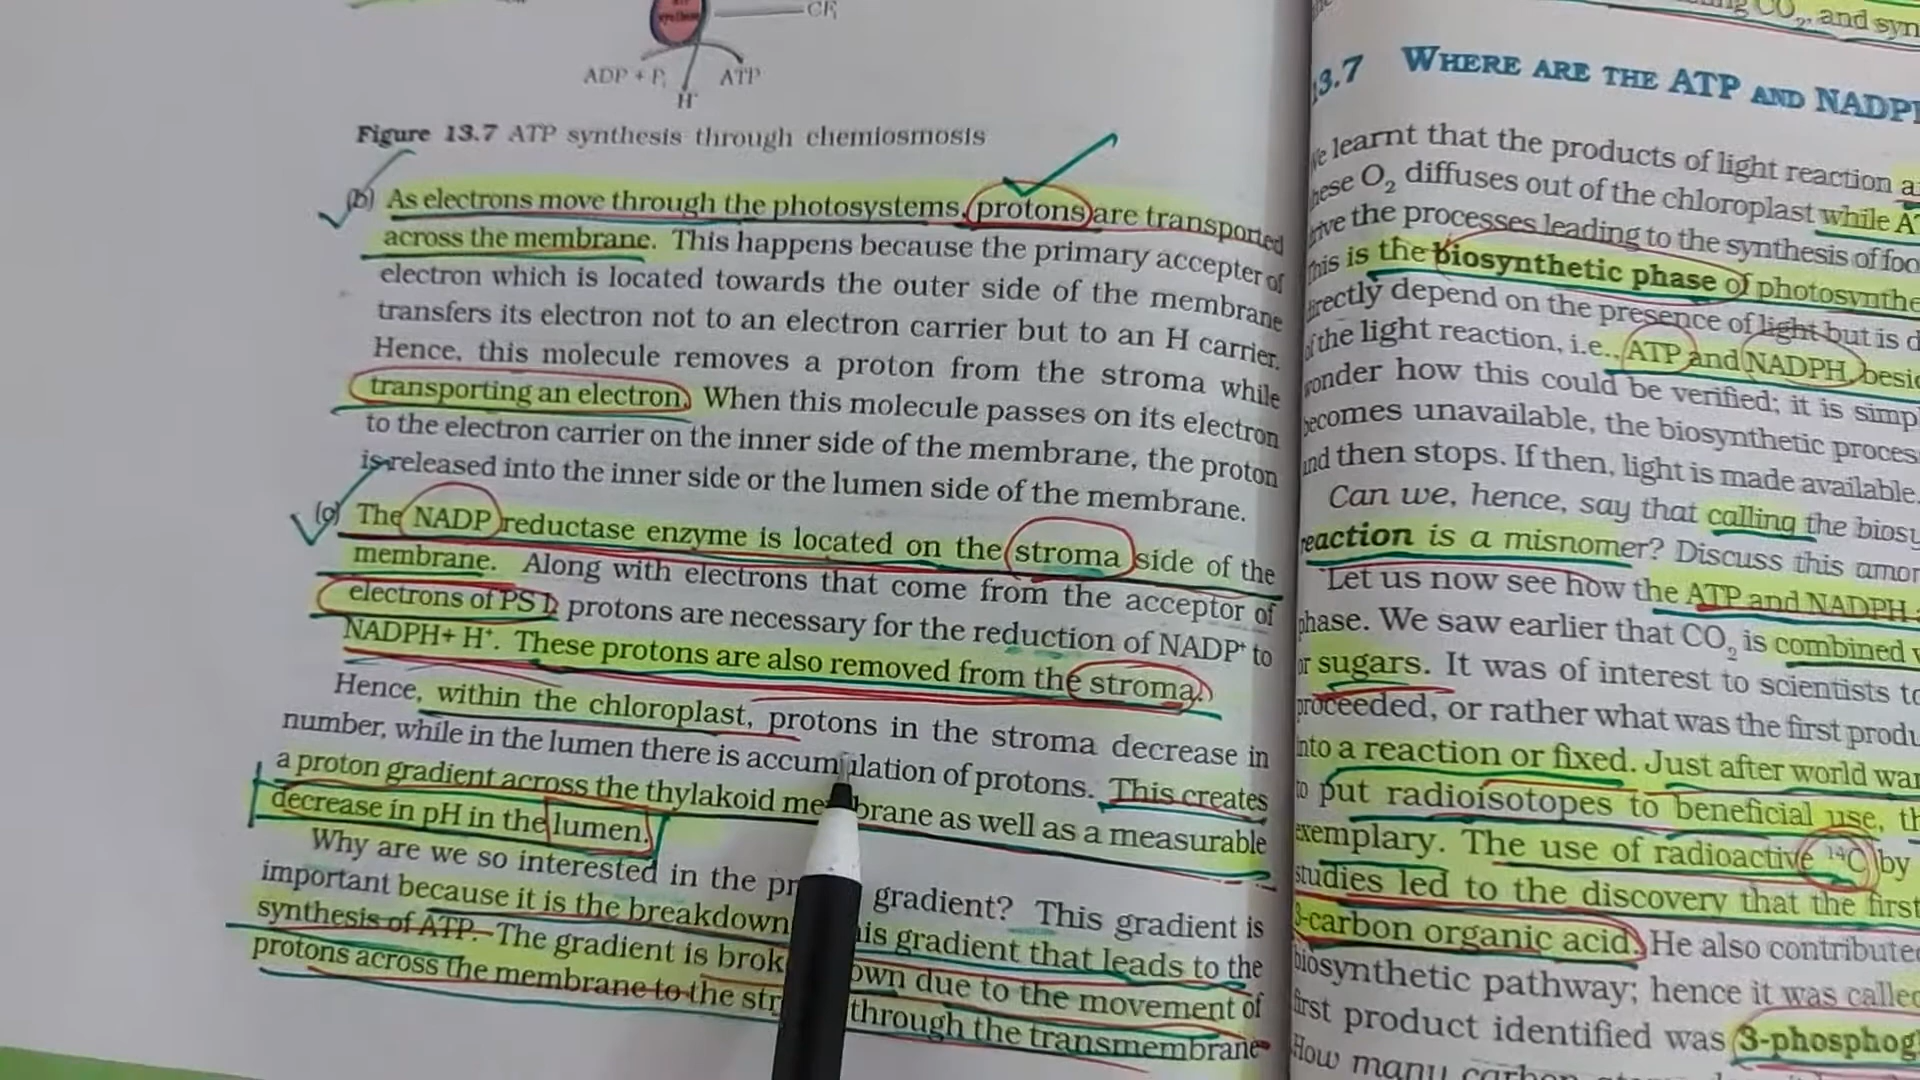 CF₁
ADP + Pᵢ ATP
H⁺
Figure 13.7 ATP synthesis through chemiosmosis
(b) As electrons move through the photosystems, protons are transported
across the membrane. This happens because the primary accepter of
electron which is located towards the outer side of the membrane
transfers its electron not to an electron carrier but to an H carrier.
Hence, this molecule removes a proton from the stroma while
transporting an electron. When this molecule passes on its electron
to the electron carrier on the inner side of the membrane, the proton
is released into the inner side or the lumen side of the membrane.
(c) The NADP reductase enzyme is located on the stroma side of the
membrane. Along with electrons that come from the acceptor of
electrons of PS I, protons are necessary for the reduction of NADP⁺ to
NADPH+ H⁺. These protons are also removed from the stroma.
Hence, within the chloroplast, protons in the stroma decrease in
number, while in the lumen there is accumulation of protons. This creates
a proton gradient across the thylakoid membrane as well as a measurable
decrease in pH in the lumen.
Why are we so interested in the gradient? This gradient is
important because it is the breakdown gradient that leads to the
synthesis of ATP. The gradient is due to the movement of
protons across the membrane to the through the transmembrane
CO₂, and
13.7 WHERE ARE THE ATP AND
learnt that the products of light reaction
O₂ diffuses out of the chloroplast while
the processes leading to the synthesis of
is the biosynthetic phase of
depend on the presence of light but is
the light reaction, i.e., ATP and NADPH,
how this could be verified; it is
becomes unavailable, the biosynthetic
and then stops. If then, light is made available,
Can we, hence, say that calling the
reaction is a misnomer? Discuss this
Let us now see how the ATP and NADPH
phase. We saw earlier that CO₂ is combined
or sugars. It was of interest to scientists
proceeded, or rather what was the first
into a reaction or fixed. Just after world
to put radioisotopes to beneficial use,
exemplary. The use of radioactive ¹⁴C by
studies led to the discovery that the first
3-carbon organic acid. He also
biosynthetic pathway; hence it was
first product identified was
How many carbon